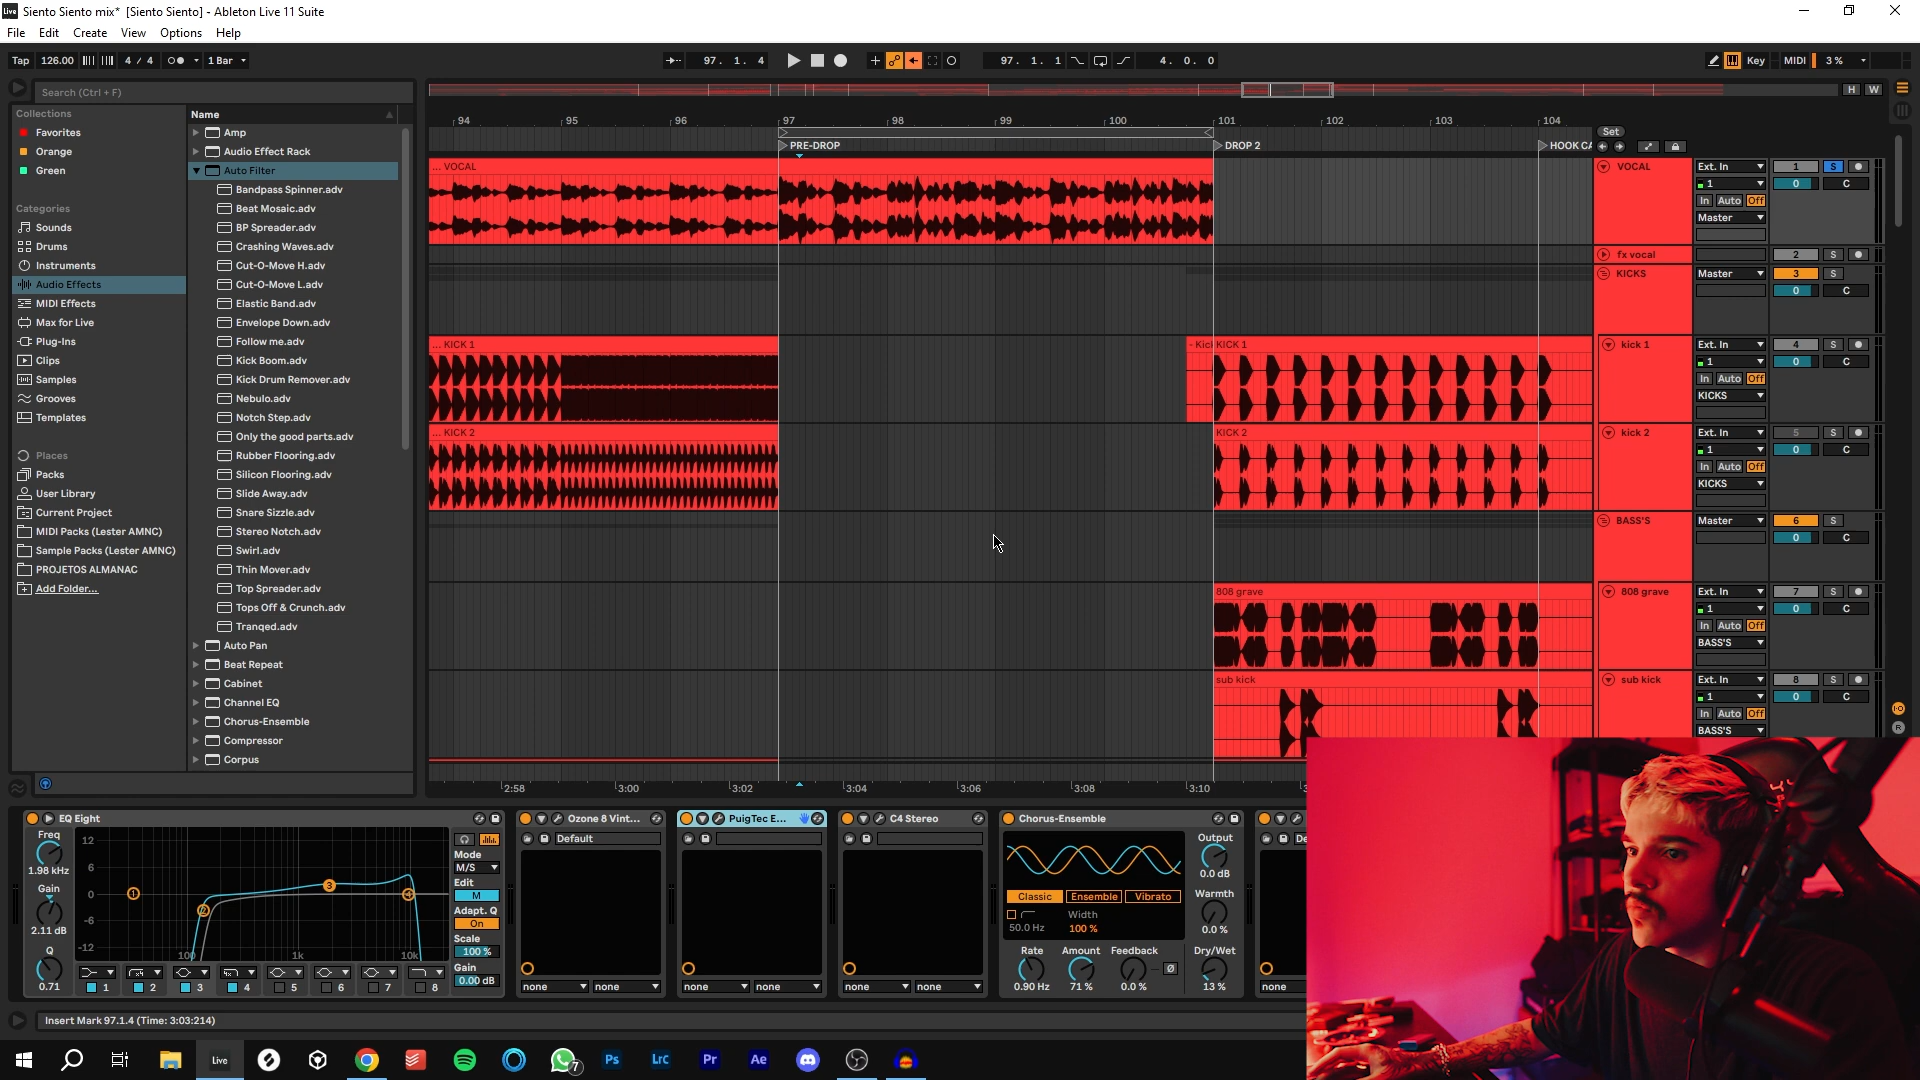 Siento Siento mix*  [Siento Siento] - Ableton Live 11 Suite
File Edit Create View Options Help
Tap 126.00 4 / 4 1 Bar 97. 1. 4 97. 1. 1 4. 0. 0 Key MIDI 3 %
Search (Ctrl + F)
H W
Collections
Favorites
Orange
Green
Categories
Sounds
Drums
Instruments
Audio Effects
MIDI Effects
Max for Live
Plug-Ins
Clips
Samples
Grooves
Templates
Places
Packs
User Library
Current Project
MIDI Packs (Lester AMNC)
Sample Packs (Lester AMNC)
PROJETOS ALMANAC
Add Folder...
Name
Amp
Audio Effect Rack
Auto Filter
Bandpass Spinner.adv
Beat Mosaic.adv
BP Spreader.adv
Crashing Waves.adv
Cut-O-Move H.adv
Cut-O-Move L.adv
Elastic Band.adv
Envelope Down.adv
Follow me.adv
Kick Boom.adv
Kick Drum Remover.adv
Nebulo.adv
Notch Step.adv
Only the good parts.adv
Rubber Flooring.adv
Silicon Flooring.adv
Slide Away.adv
Snare Sizzle.adv
Stereo Notch.adv
Swirl.adv
Thin Mover.adv
Top Spreader.adv
Tops Off & Crunch.adv
Tranqed.adv
Auto Pan
Beat Repeat
Cabinet
Channel EQ
Chorus-Ensemble
Compressor
Corpus
94 95 96 97 98 99 100 101 102 103 104
Set
PRE-DROP DROP 2 HOOK CA
... VOCAL
... KICK 1
- Kick KICK 1
... KICK 2
KICK 2
808 grave
sub kick
VOCAL Ext. In 1 S
1 0 C
In Auto Off
Master
fx vocal 2 S
KICKS Master 3 S
0 C
kick 1 Ext. In 4 S
1 0 C
In Auto Off
KICKS
kick 2 Ext. In 5 S
1 0 C
In Auto Off
KICKS
BASS'S Master 6 S
0 C
808 grave Ext. In 7 S
1 0 C
In Auto Off
BASS'S
sub kick Ext. In 8 S
1 0 C
In Auto Off
BASS'S
2:58 3:00 3:02 3:04 3:06 3:08 3:10
EQ Eight
Freq
1.98 kHz
Gain
2.11 dB
Q
0.71
12
6
0
-6
-12
100 1k 10k
1 2 3 4
1 2 3 4 5 6 7 8
Mode
M/S
Edit
M
Adapt. Q
On
Scale
100 %
Gain
0.00 dB
Ozone 8 Vint...
Default
none none
PuigTec E...
none none
C4 Stereo
none none
Chorus-Ensemble
Classic Ensemble Vibrato
Width
50.0 Hz 100 %
Rate Amount Feedback
0.90 Hz 71 % 0.0 % Ø
Output
0.0 dB
Warmth
0.0 %
Dry/Wet
13 %
De
none
Insert Mark 97.1.4 (Time: 3:03:214)
Live 7 Ps Lrc Pr Ae